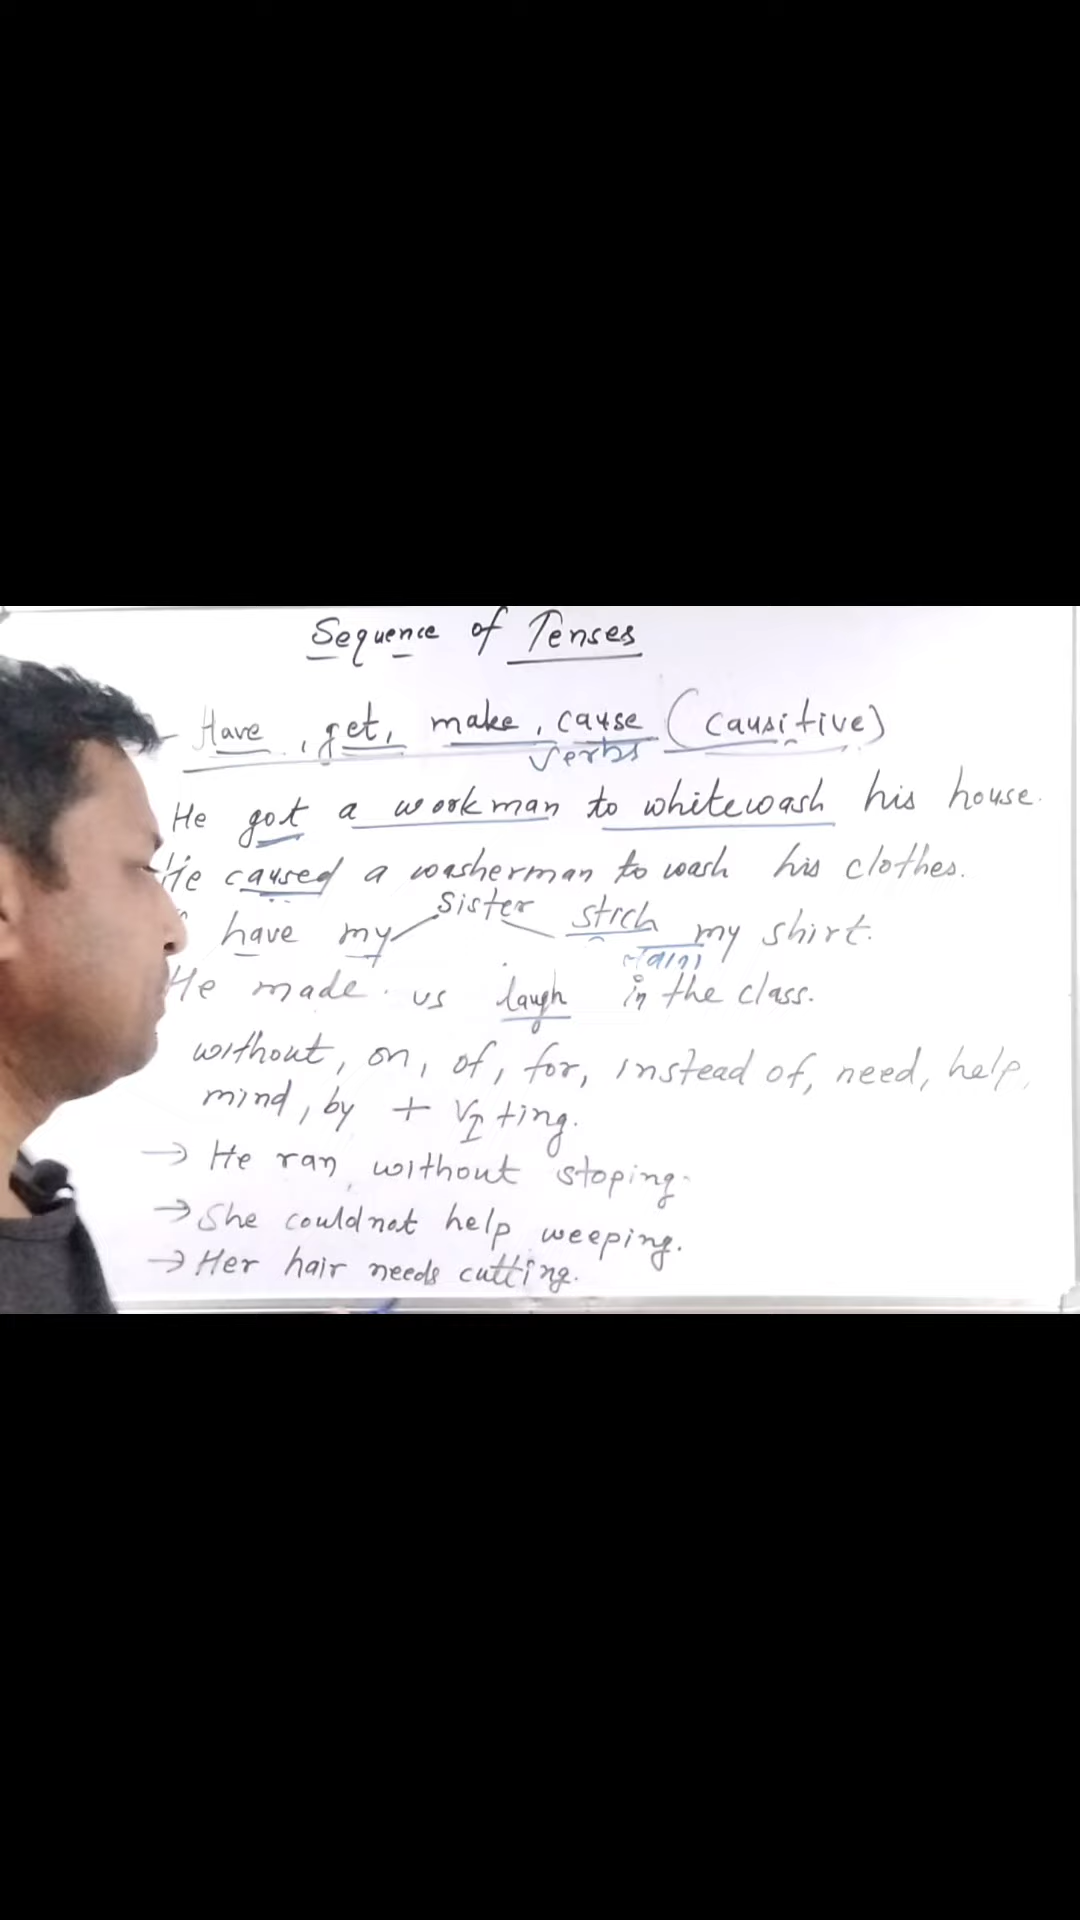 Sequence of Tenses
Have, get, make, cause (causitive)
verbs
He got a workman to whitewash his house.
He caused a washerman to wash his clothes.
have my sister stich my shirt.
He made us laugh in the class.
without, on, of, for, instead of, need, help,
mind, by + V1 + ing.
→ He ran without stoping.
→ She couldnot help weeping.
→ Her hair needs cutting.